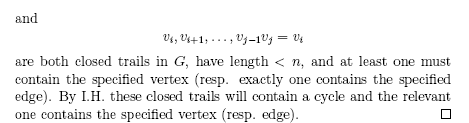 and
v_i, v_{i+1}, . . . , v_{j−1}v_j = v_i
are both closed trails in G, have length < n, and at least one must
contain the specified vertex (resp. exactly one contains the specified
edge). By I.H. these closed trails will contain a cycle and the relevant
one contains the specified vertex (resp. edge). □